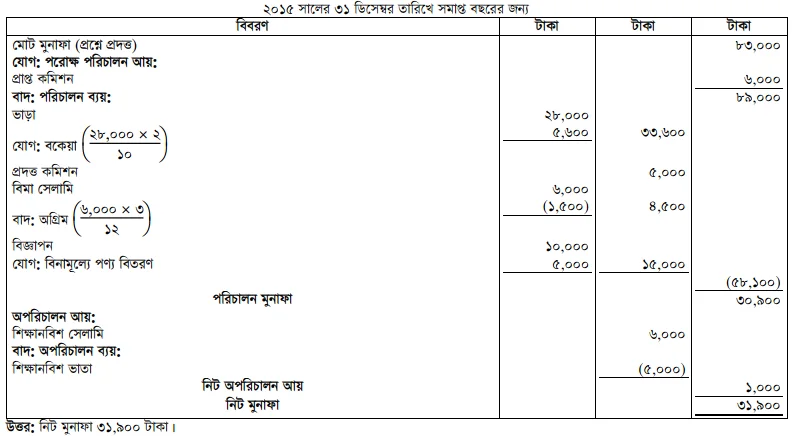 ২০১৫ সালের ৩১ ডিসেম্বর তারিখে সমাপ্ত বছরের জন্য
বিবরণ টাকা টাকা টাকা
মোট মুনাফা (প্রশ্নে প্রদত্ত) ৮৩,০০০
যোগ: পরোক্ষ পরিচালন আয়:
প্রাপ্ত কমিশন ৬,০০০
বাদ: পরিচালন ব্যয়: ৮৯,০০০
ভাড়া ২৮,০০০
যোগ: বকেয়া (২৮,০০০ × ২ / ১০) ৫,৬০০ ৩৩,৬০০
প্রদত্ত কমিশন ৫,০০০
বিমা সেলামি ৬,০০০
বাদ: অগ্রিম (৬,০০০ × ৩ / ১২) (১,৫০০) ৪,৫০০
বিজ্ঞাপন ১০,০০০
যোগ: বিনামূল্যে পণ্য বিতরণ ৫,০০০ ১৫,০০০
(৫৮,১০০)
পরিচালন মুনাফা ৩০,৯০০
অপরিচালন আয়:
শিক্ষানবিশ সেলামি ৬,০০০
বাদ: অপরিচালন ব্যয়:
শিক্ষানবিশ ভাতা (৫,০০০)
নিট অপরিচালন আয় ১,০০০
নিট মুনাফা ৩১,৯০০
উত্তর: নিট মুনাফা ৩১,৯০০ টাকা।